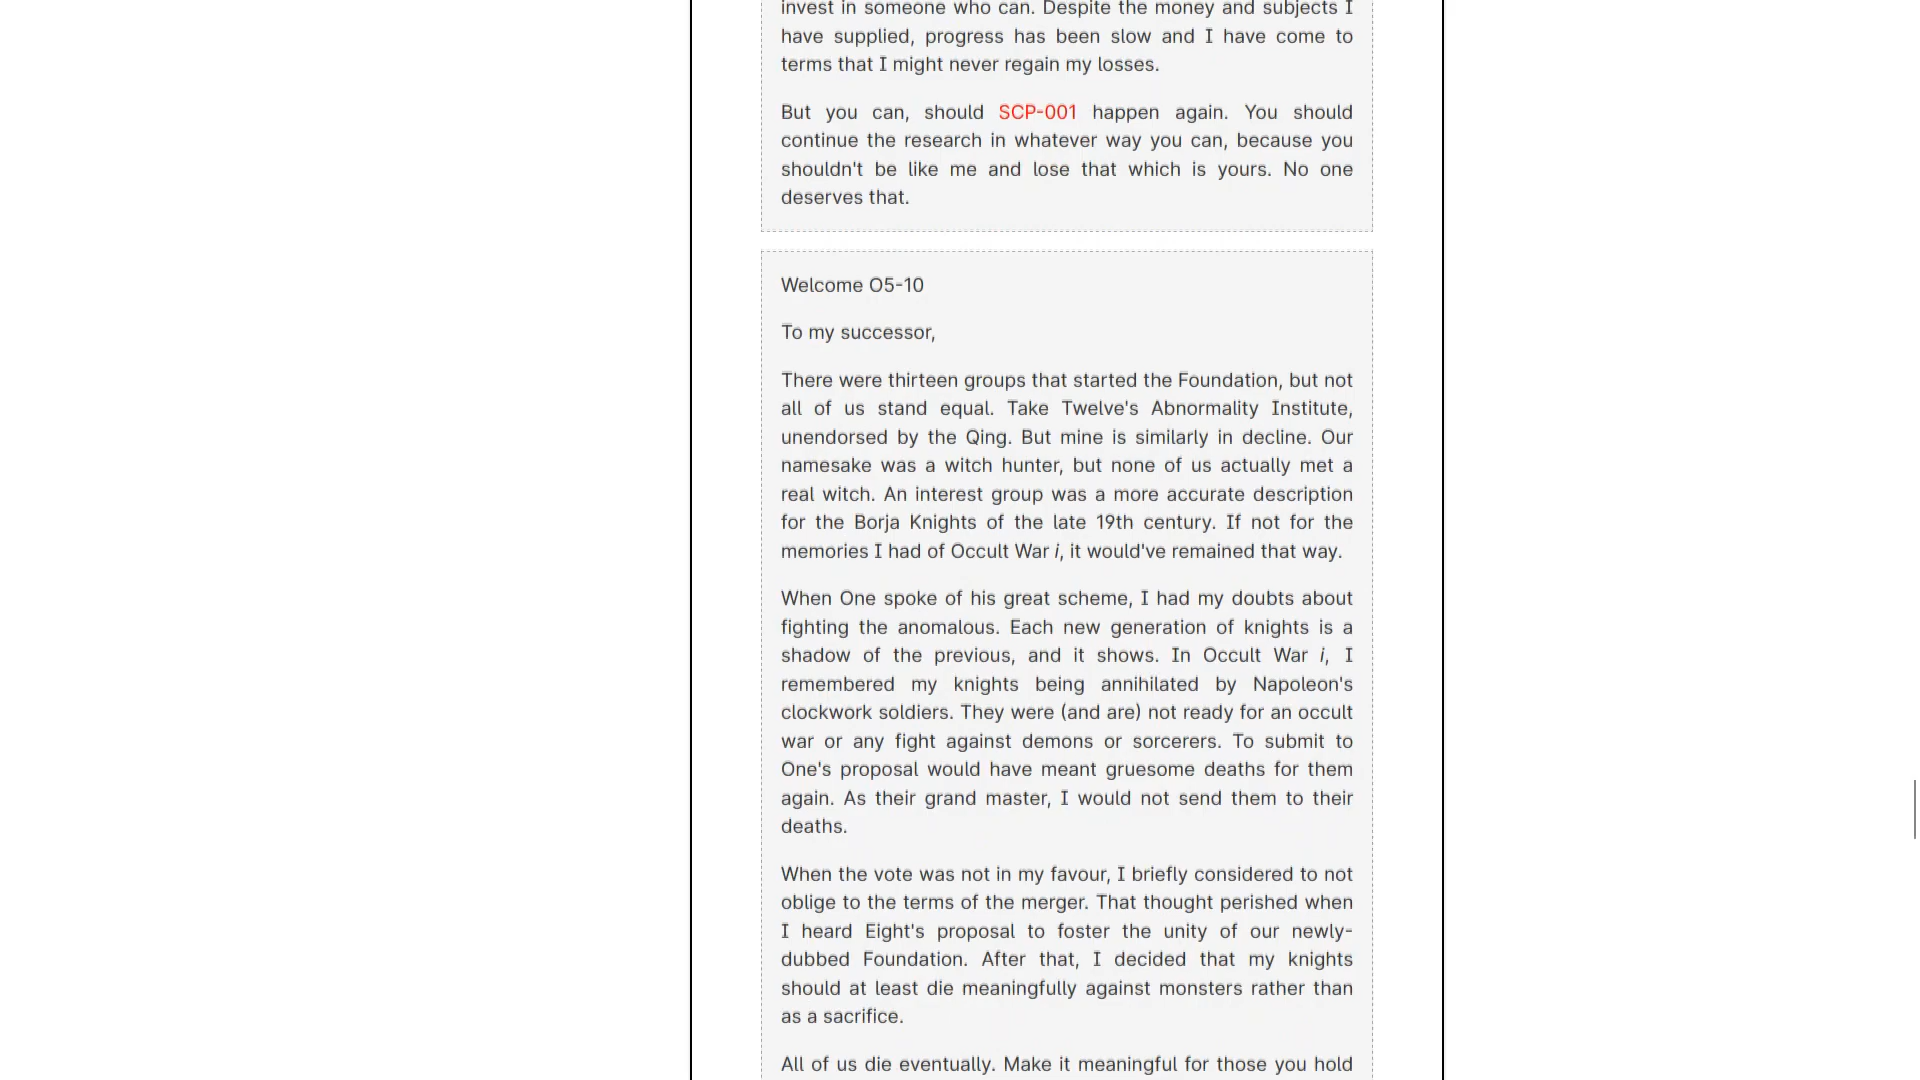 invest in someone who can. Despite the money and subjects I
have supplied, progress has been slow and I have come to
terms that I might never regain my losses.
But you can, should SCP-001 happen again. You should
continue the research in whatever way you can, because you
shouldn't be like me and lose that which is yours. No one
deserves that.
Welcome O5-10
To my successor,
There were thirteen groups that started the Foundation, but not
all of us stand equal. Take Twelve's Abnormality Institute,
unendorsed by the Qing. But mine is similarly in decline. Our
namesake was a witch hunter, but none of us actually met a
real witch. An interest group was a more accurate description
for the Borja Knights of the late 19th century. If not for the
memories I had of Occult War i, it would've remained that way.
When One spoke of his great scheme, I had my doubts about
fighting the anomalous. Each new generation of knights is a
shadow of the previous, and it shows. In Occult War i, I
remembered my knights being annihilated by Napoleon's
clockwork soldiers. They were (and are) not ready for an occult
war or any fight against demons or sorcerers. To submit to
One's proposal would have meant gruesome deaths for them
again. As their grand master, I would not send them to their
deaths.
When the vote was not in my favour, I briefly considered to not
oblige to the terms of the merger. That thought perished when
I heard Eight's proposal to foster the unity of our newly-
dubbed Foundation. After that, I decided that my knights
should at least die meaningfully against monsters rather than
as a sacrifice.
All of us die eventually. Make it meaningful for those you hold